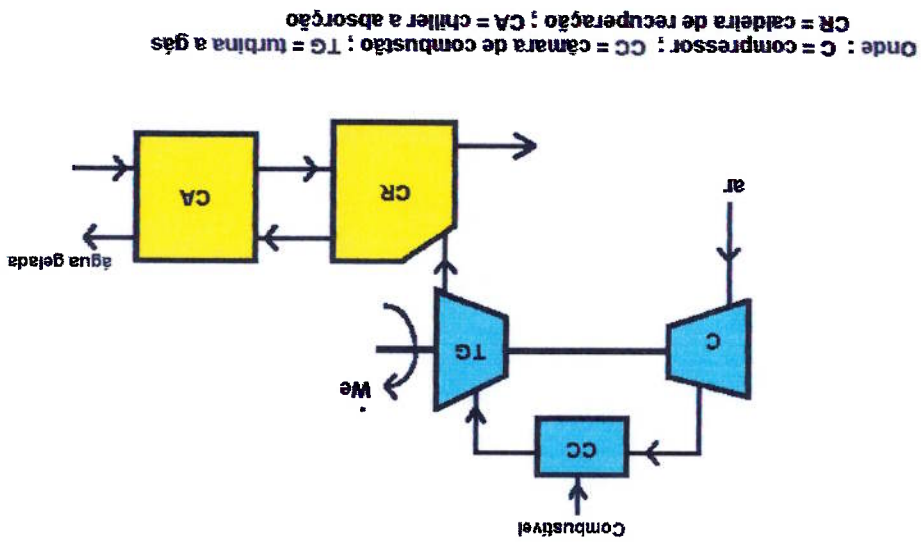 Combustível
CC
Ẇe
C
TG
água gelada
ar
CR
CA
Onde : C = compressor ; CC = câmara de combustão ; TG = turbina a gás
CR = caldeira de recuperação ; CA = chiller a absorção